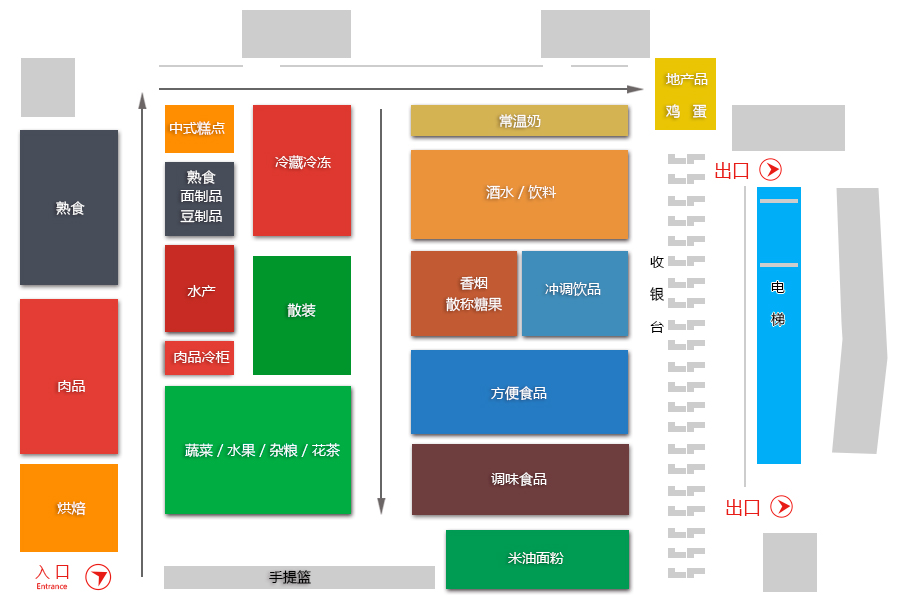 地产品
鸡 蛋
中式糕点
常温奶
熟食
冷藏冷冻
熟食
面制品
豆制品
酒水 / 饮料
出口
水产
散装
香烟
散称糖果
冲调饮品
收
银
台
电
梯
肉品
肉品冷柜
方便食品
蔬菜 / 水果 / 杂粮 / 花茶
调味食品
烘焙
出口
米油面粉
入口
Entrance
手提篮